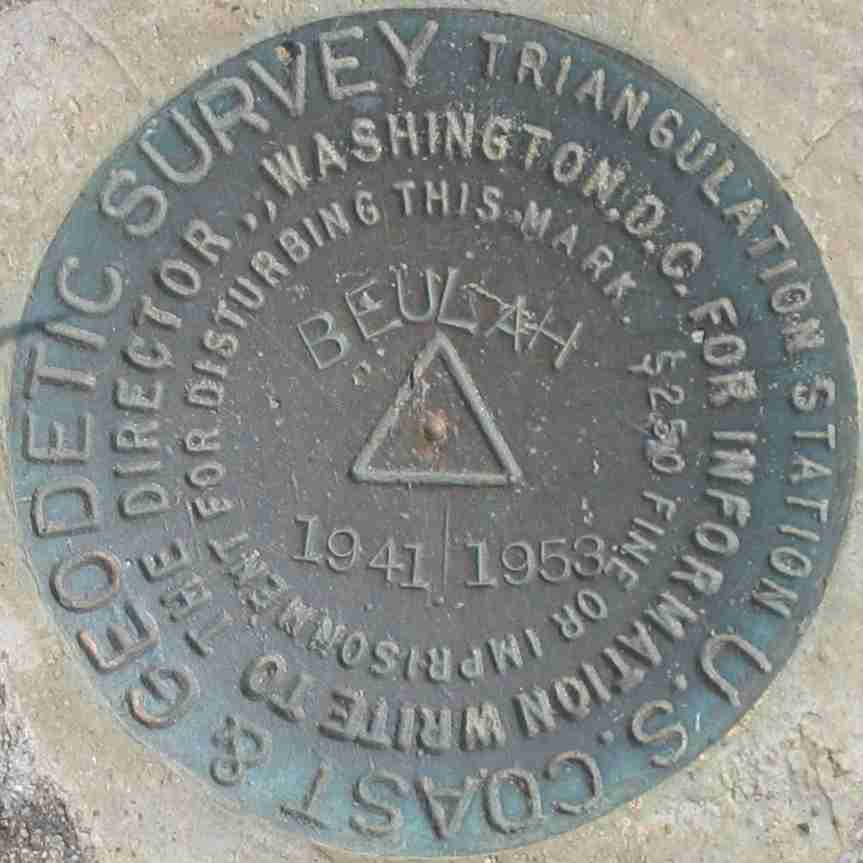 U.S. COAST & GEODETIC SURVEY
TRIANGULATION STATION
FOR INFORMATION WRITE TO THE DIRECTOR,, WASHINGTON, D.C.
$250 FINE OR IMPRISONMENT FOR DISTURBING THIS MARK.
BEULAH
1941 | 1953